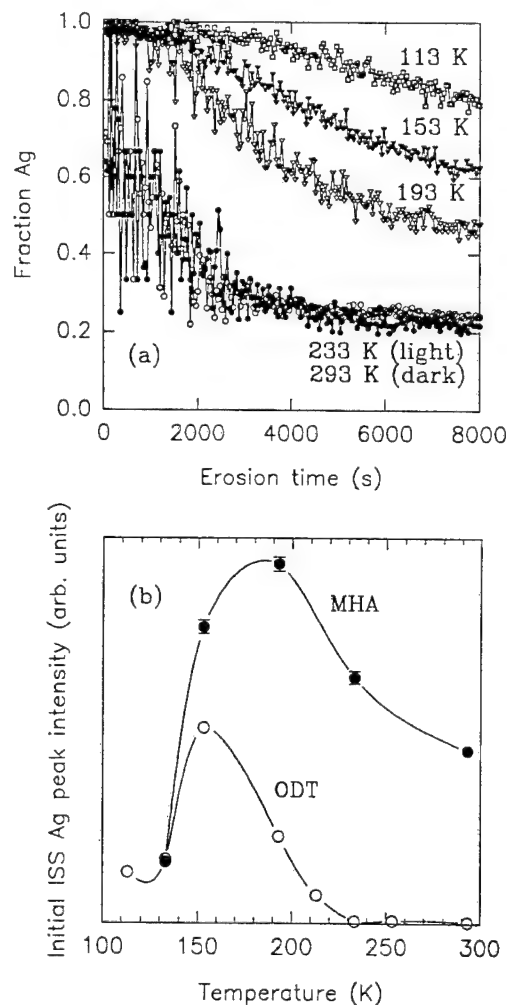 1.0
0.8
0.6
0.4
0.2
0.0
Fraction Ag
113 K
153 K
193 K
(a)
233 K (light)
293 K (dark)
0 2000 4000 6000 8000
Erosion time (s)
Initial ISS Ag peak intensity (arb. units)
(b)
MHA
ODT
100 150 200 250 300
Temperature (K)